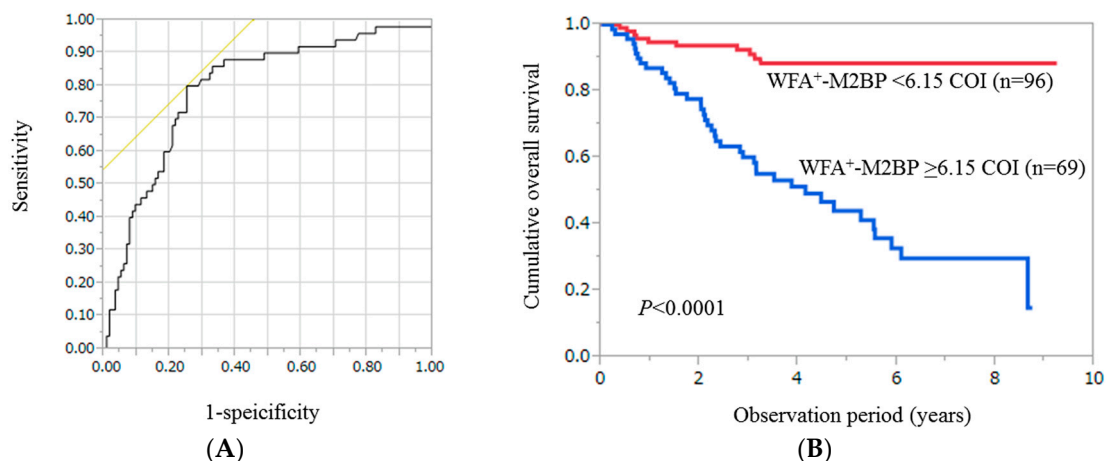 1.00
0.90
0.80
0.70
0.60
0.50
0.40
0.30
0.20
0.10
0.00
Sensitivity
0.00 0.20 0.40 0.60 0.80 1.00
1-speicificity
(A)
B
Cumulative overall survival
1.0
0.8
0.6
0.4
0.2
0.0
WFA+-M2BP <6.15 COI (n=96)
WFA+-M2BP ≥6.15 COI (n=69)
P<0.0001
0 2 4 6 8 10
Observation period (years)
(B)